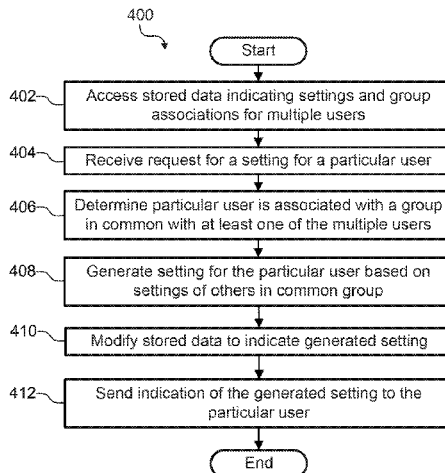 400
Start
402
Access stored data indicating settings and group
associations for multiple users
404
Receive request for a setting for a particular user
406
Determine particular user is associated with a group
in common with at least one of the multiple users
408
Generate setting for the particular user based on
settings of others in common group
410
Modify stored data to indicate generated setting
412
Send indication of the generated setting to the
particular user
End